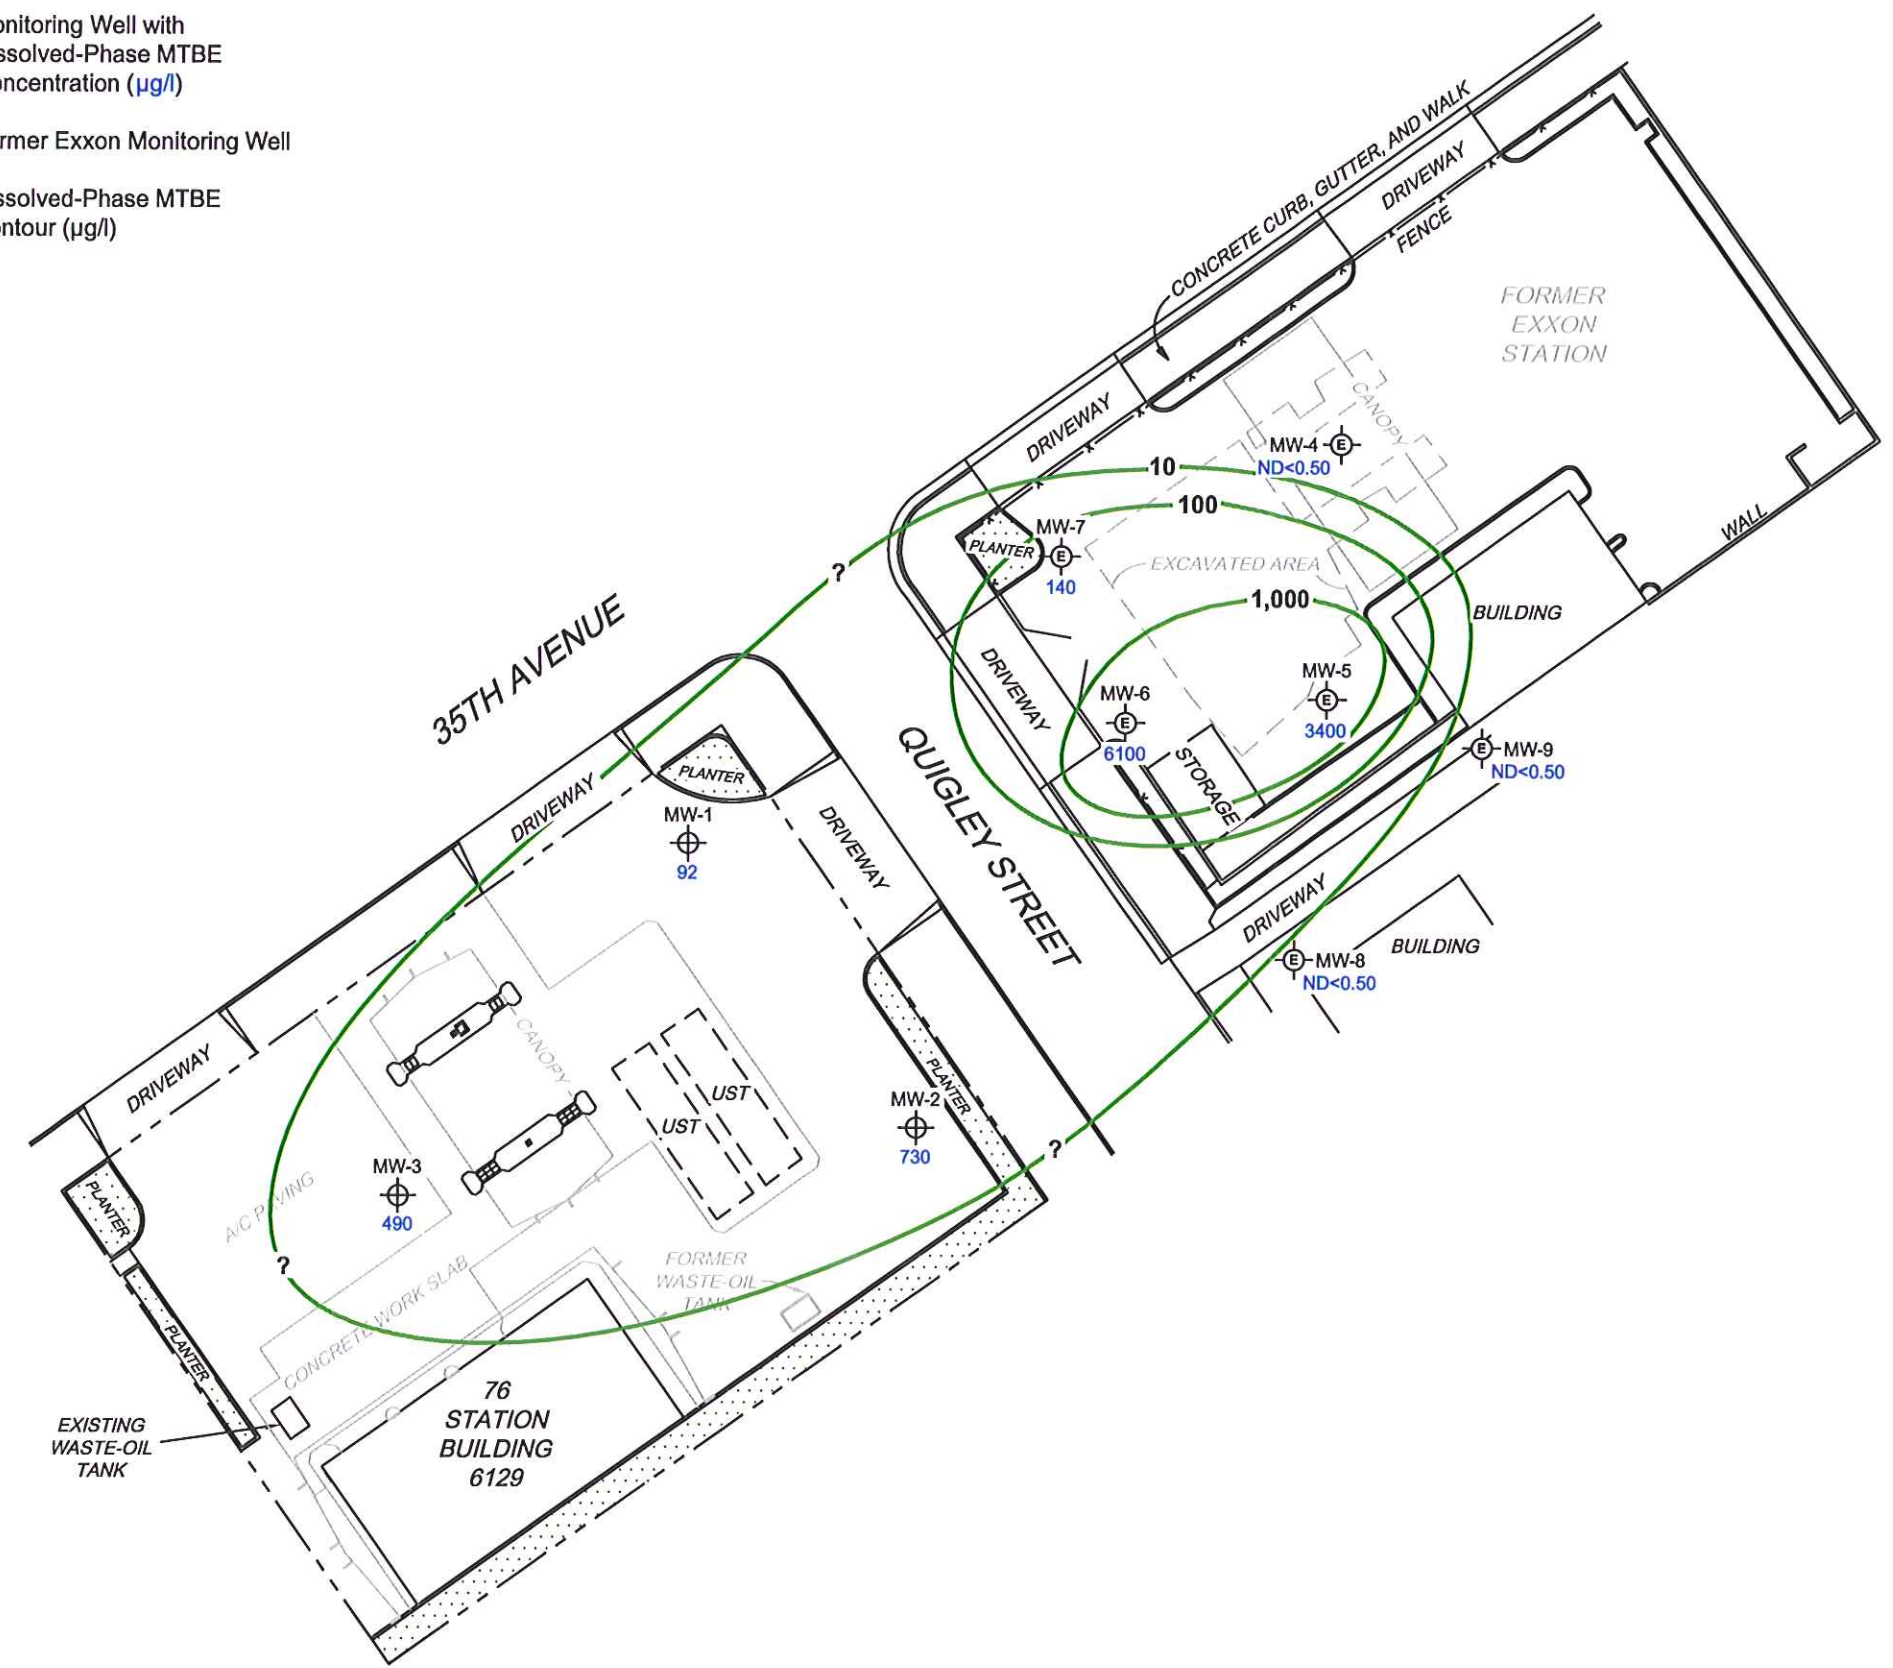 onitoring Well with
ssolved-Phase MTBE
oncentration (µg/l)
rmer Exxon Monitoring Well
ssolved-Phase MTBE
ontour (µg/l)
CONCRETE CURB, GUTTER, AND WALK
DRIVEWAY
FENCE
FORMER
EXXON
STATION
CANOPY
DRIVEWAY
MW-4
E
ND<0.50
10
100
MW-7
E
140
PLANTER
EXCAVATED AREA
WALL
?
1,000
BUILDING
35TH AVENUE
DRIVEWAY
MW-5
E
3400
MW-6
E
6100
STORAGE
E
MW-9
ND<0.50
QUIGLEY STREET
PLANTER
DRIVEWAY
MW-1
92
DRIVEWAY
DRIVEWAY
BUILDING
E
MW-8
ND<0.50
CANOPY
DRIVEWAY
UST
UST
PLANTER
MW-2
730
?
MW-3
490
A/C PAVING
PLANTER
?
FORMER
WASTE-OIL
TANK
CONCRETE WORK SLAB
PLANTER
76
STATION
BUILDING
6129
EXISTING
WASTE-OIL
TANK